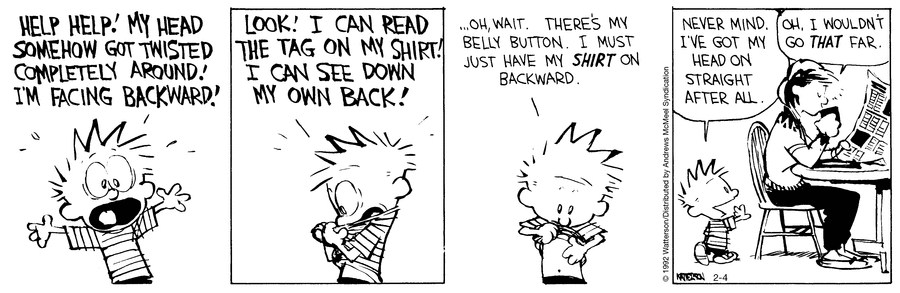 HELP HELP! MY HEAD
SOMEHOW GOT TWISTED
COMPLETELY AROUND!
I'M FACING BACKWARD!
LOOK! I CAN READ
THE TAG ON MY SHIRT!
I CAN SEE DOWN
MY OWN BACK!
...OH, WAIT. THERE'S MY
BELLY BUTTON. I MUST
JUST HAVE MY SHIRT ON
BACKWARD.
NEVER MIND.
I'VE GOT MY
HEAD ON
STRAIGHT
AFTER ALL.
OH, I WOULDN'T
GO THAT FAR.
© 1992 Watterson/Distributed by Andrews McMeel Syndication
WATTERSON 2-4